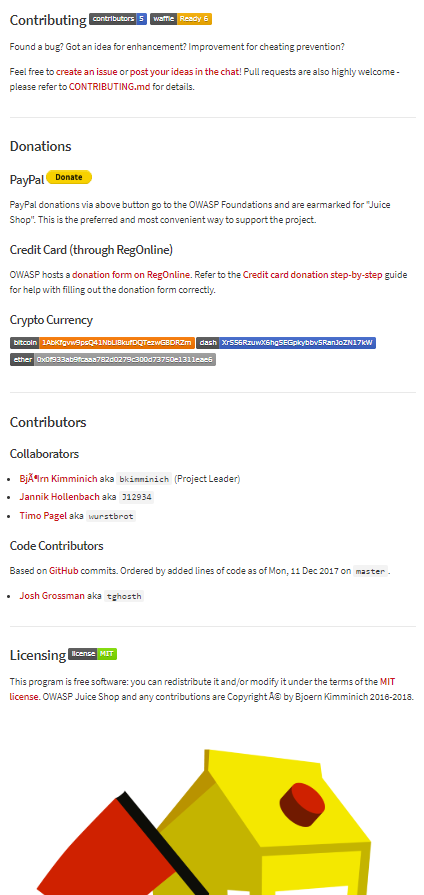 Contributing contributors 5 waffle Ready 6
Found a bug? Got an idea for enhancement? Improvement for cheating prevention?
Feel free to create an issue or post your ideas in the chat! Pull requests are also highly welcome -
please refer to CONTRIBUTING.md for details.
Donations
PayPal Donate
PayPal donations via above button go to the OWASP Foundations and are earmarked for "Juice
Shop". This is the preferred and most convenient way to support the project.
Credit Card (through RegOnline)
OWASP hosts a donation form on RegOnline. Refer to the Credit card donation step-by-step guide
for help with filling out the donation form correctly.
Crypto Currency
bitcoin dash
ether
Contributors
Collaborators
BjÃ¶rn Kimminich aka bkimminich (Project Leader)
Jannik Hollenbach aka J12934
Timo Pagel aka wurstbrot
Code Contributors
Based on GitHub commits. Ordered by added lines of code as of Mon, 11 Dec 2017 on master .
Josh Grossman aka tghosth
Licensing license MIT
This program is free software: you can redistribute it and/or modify it under the terms of the MIT
license. OWASP Juice Shop and any contributions are Copyright Â© by Bjoern Kimminich 2016-2018.